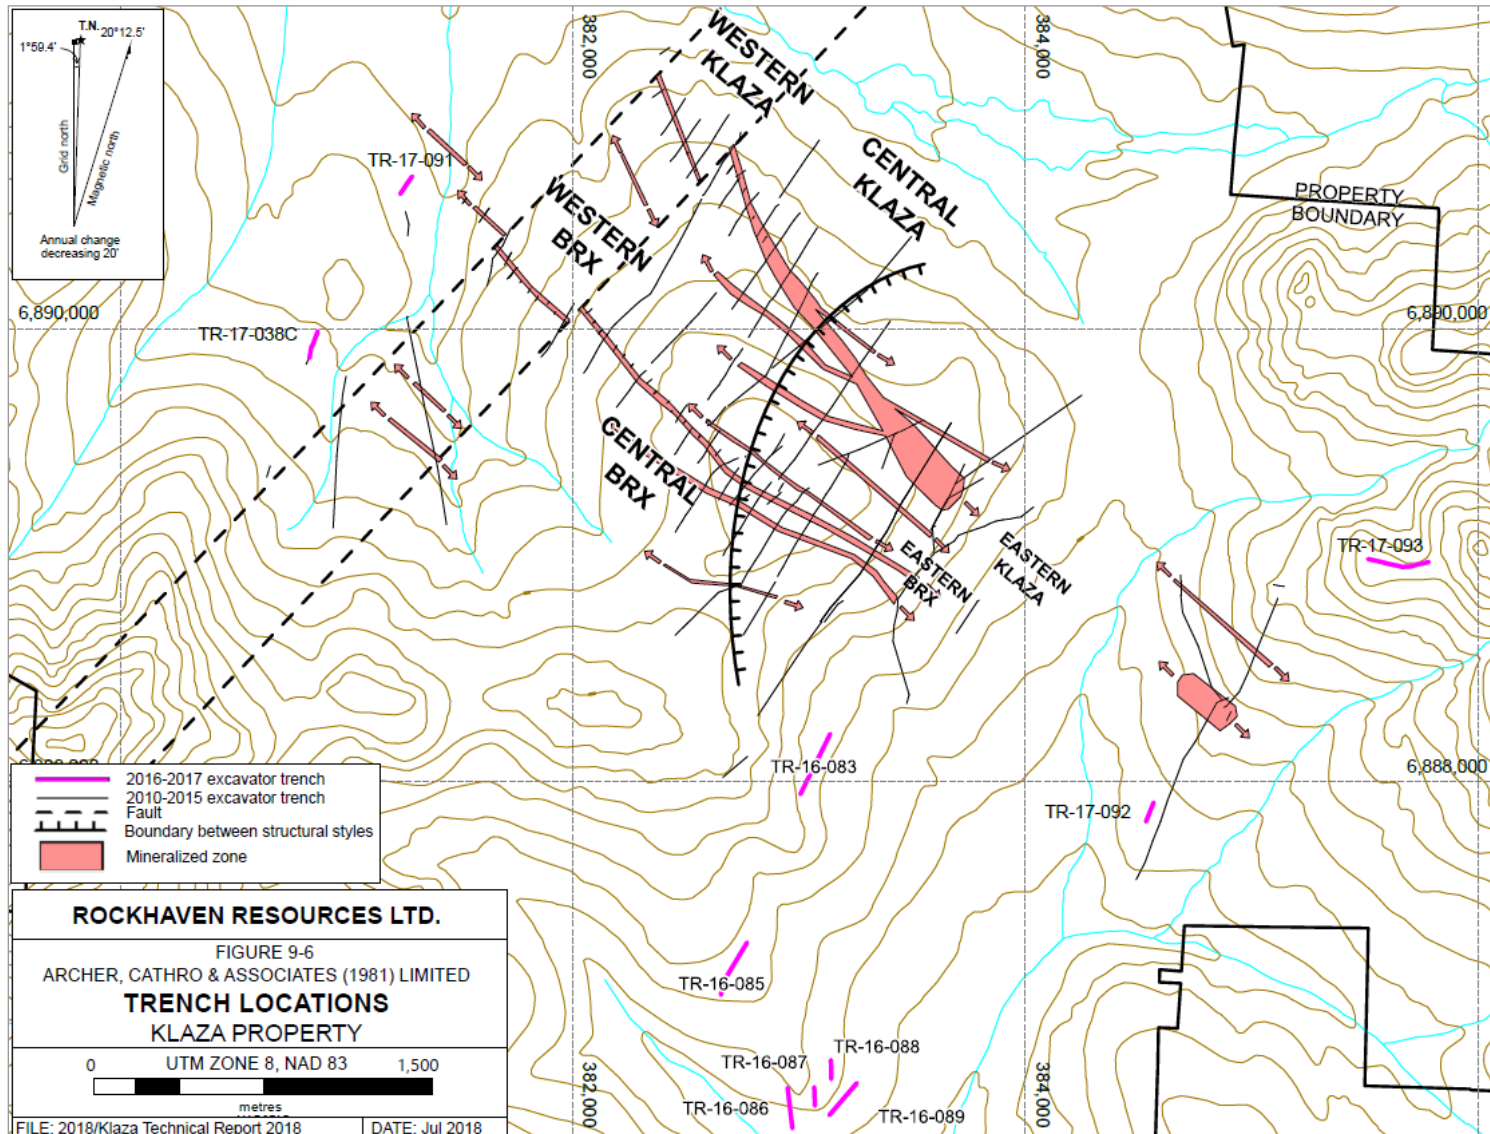 T.N.
20°12.5'
1°59.4'
Grid north
Magnetic north
Annual change
decreasing 20'
382,000
384,000
WESTERN
KLAZA
CENTRAL
KLAZA
TR-17-091
WESTERN
BRX
PROPERTY
BOUNDARY
6,890,000
6,890,000
TR-17-038C
CENTRAL
BRX
EASTERN
BRX
EASTERN
KLAZA
TR-17-093
TR-16-083
6,888,000
TR-17-092
2016-2017 excavator trench
2010-2015 excavator trench
Fault
Boundary between structural styles
Mineralized zone
ROCKHAVEN RESOURCES LTD.
FIGURE 9-6
ARCHER, CATHRO & ASSOCIATES (1981) LIMITED
TRENCH LOCATIONS
KLAZA PROPERTY
UTM ZONE 8, NAD 83
0
1,500
metres
FILE: 2018/Klaza Technical Report 2018
DATE: Jul 2018
TR-16-085
TR-16-087
TR-16-088
TR-16-086
TR-16-089
382,000
384,000